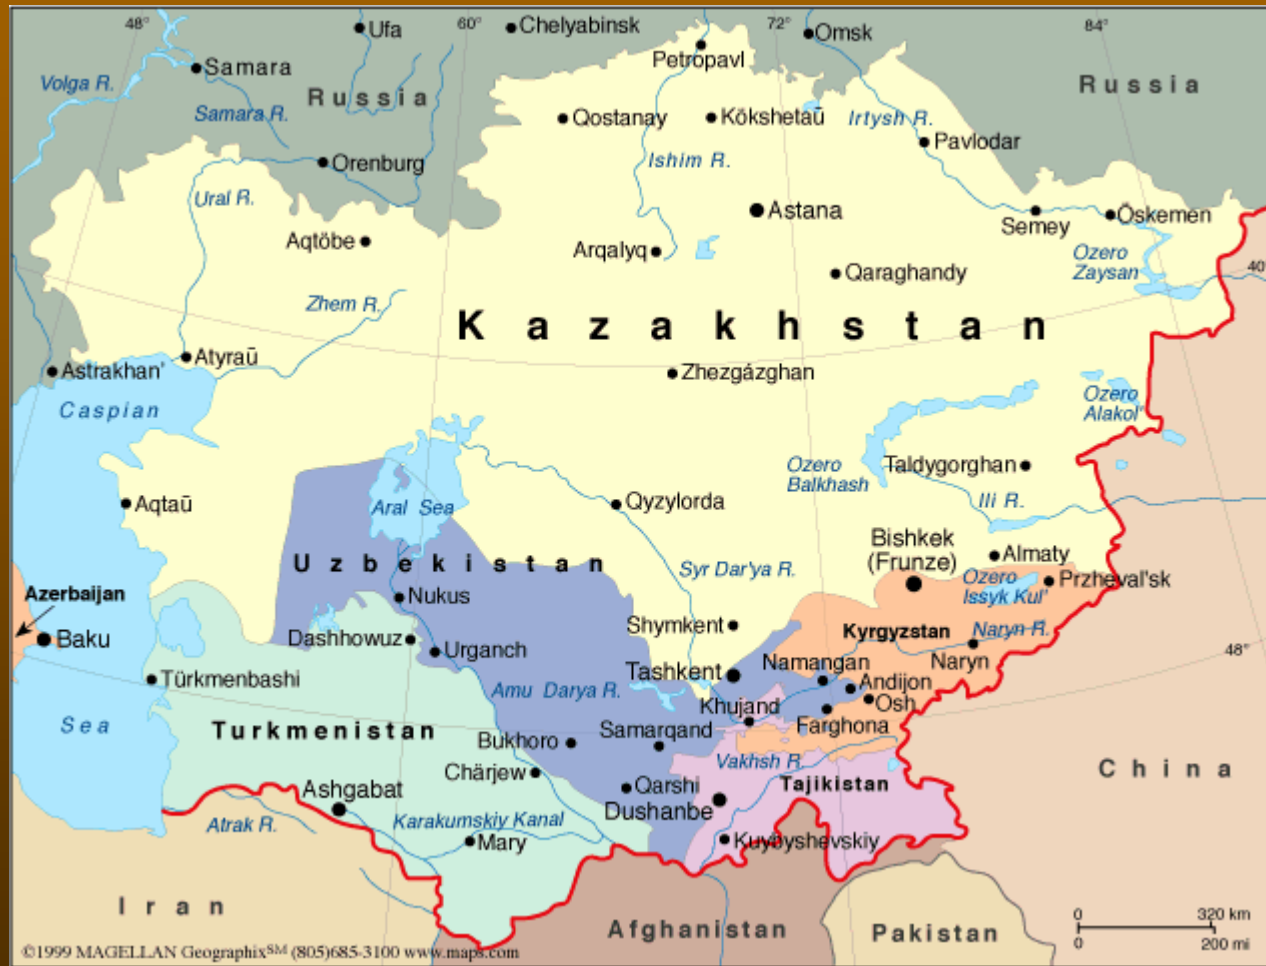 48°
60°
72°
84°
Ufa
Chelyabinsk
Omsk
Samara
Petropavl
Volga R.
Russia
Russia
Samara R.
Qostanay
Kökshetaū
Irtysh R.
Pavlodar
Orenburg
Ishim R.
Ural R.
Astana
Semey
Öskemen
Aqtöbe
Arqalyq
Ozero
Zaysan
40°
Qaraghandy
Zhem R.
Kazakhstan
Atyraū
Astrakhan'
Zhezgázghan
Caspian
Ozero
Alakol'
Ozero
Balkhash
Taldygorghan
Aqtaū
Aral Sea
Qyzylorda
Ili R.
Bishkek
(Frunze)
Almaty
Uzbekistan
Syr Dar'ya R.
Ozero
Issyk Kul'
Przheval'sk
Azerbaijan
Nukus
Baku
Dashhowuz
Urganch
Shymkent
Kyrgyzstan
Naryn R.
Naryn
48°
Türkmenbashi
Tashkent
Namangan
Andijon
Amu Darya R.
Khujand
Osh
Farghona
Sea
Turkmenistan
Bukhoro
Samarqand
Vakhsh R.
China
Chärjew
Qarshi
Tajikistan
Ashgabat
Dushanbe
Atrak R.
Karakumskiy Kanal
Mary
Kuybyshevskiy
Iran
Afghanistan
Pakistan
0 320 km
0 200 mi
©1999 MAGELLAN Geographix℠ (805)685-3100 www.maps.com